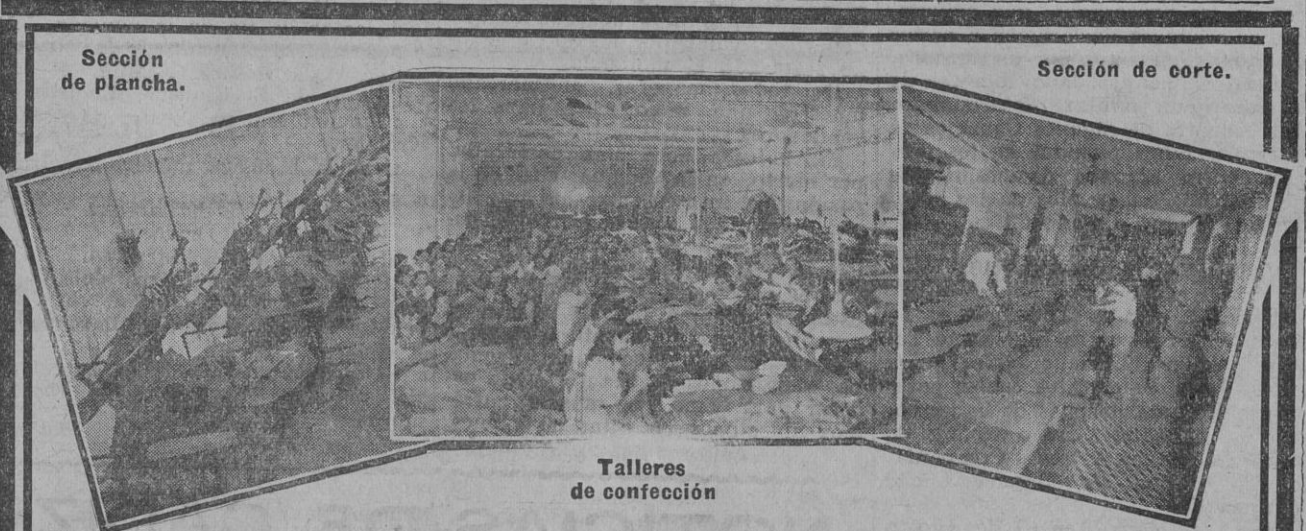 Sección
de plancha.
Sección de corte.
Talleres
de confección